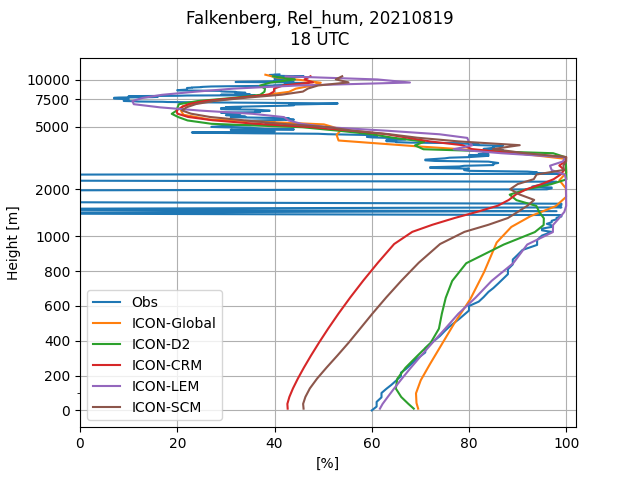 Falkenberg, Rel_hum, 20210819
18 UTC
10000
7500
5000
2000
1000
800
600
400
200
0
Height [m]
Obs
ICON-Global
ICON-D2
ICON-CRM
ICON-LEM
ICON-SCM
0 20 40 60 80 100
[%]